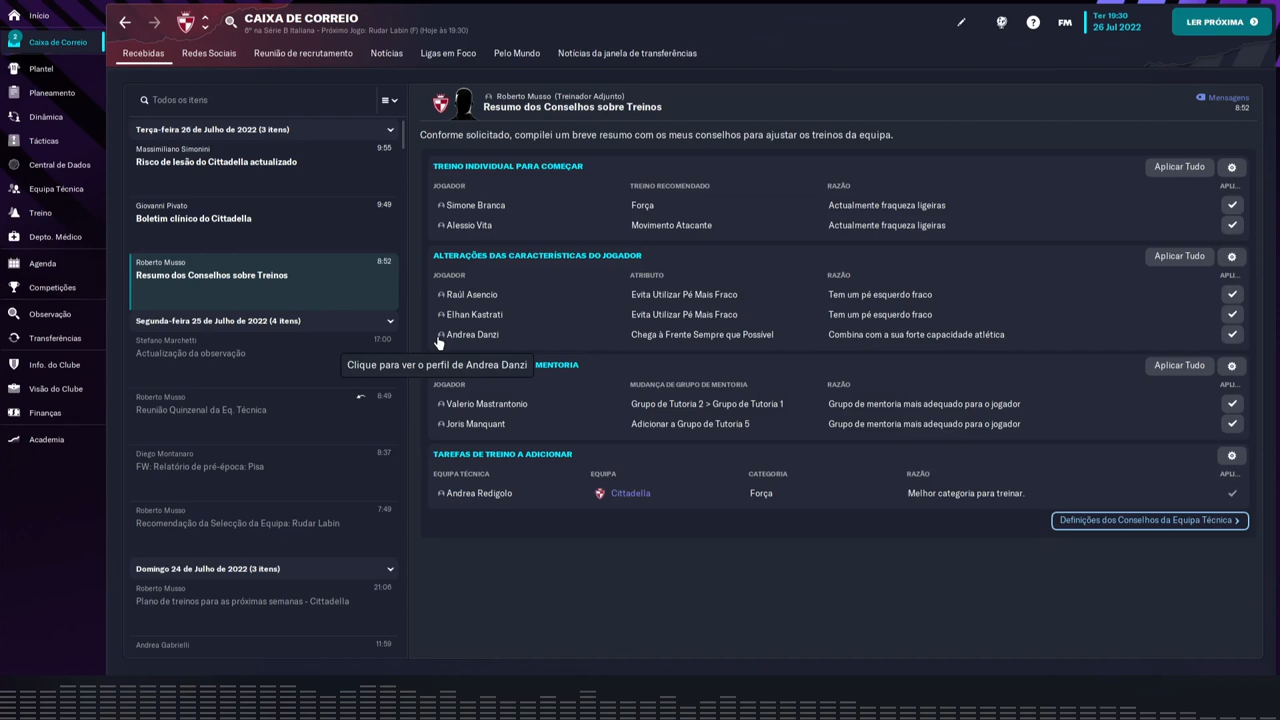 Início
2
Caixa de Correio
Plantel
Planeamento
Dinâmica
Tácticas
Central de Dados
Equipa Técnica
Treino
Depto. Médico
Agenda
Competições
Observação
Transferências
Info. do Clube
Visão do Clube
Finanças
Academia
CAIXA DE CORREIO
6º na Série B Italiana - Próximo Jogo: Rudar Labin (F) (Hoje às 19:30)
?
FM
Ter 19:30
26 Jul 2022
LER PRÓXIMA
Recebidas
Redes Sociais
Reunião de recrutamento
Notícias
Ligas em Foco
Pelo Mundo
Notícias da janela de transferências
Todos os itens
Terça-feira 26 de Julho de 2022 (3 itens)
Massimiliano Simonini 9:55
Risco de lesão do Cittadella actualizado
Giovanni Pivato 9:49
Boletim clínico do Cittadella
Roberto Musso 8:52
Resumo dos Conselhos sobre Treinos
Segunda-feira 25 de Julho de 2022 (4 itens)
Stefano Marchetti 17:00
Actualização da observação
Roberto Musso 8:49
Reunião Quinzenal da Eq. Técnica
Diego Montanaro 8:37
FW: Relatório de pré-época: Pisa
Roberto Musso 7:49
Recomendação da Selecção da Equipa: Rudar Labin
Domingo 24 de Julho de 2022 (3 itens)
Roberto Musso 21:06
Plano de treinos para as próximas semanas - Cittadella
Andrea Gabrielli 11:59
Roberto Musso (Treinador Adjunto)
Resumo dos Conselhos sobre Treinos
Mensagens
8:52
Conforme solicitado, compilei um breve resumo com os meus conselhos para ajustar os treinos da equipa.
TREINO INDIVIDUAL PARA COMEÇAR Aplicar Tudo
JOGADOR TREINO RECOMENDADO RAZÃO APLI...
Simone Branca Força Actualmente fraqueza ligeiras
Alessio Vita Movimento Atacante Actualmente fraqueza ligeiras
ALTERAÇÕES DAS CARACTERÍSTICAS DO JOGADOR Aplicar Tudo
JOGADOR ATRIBUTO RAZÃO APLI...
Raúl Asencio Evita Utilizar Pé Mais Fraco Tem um pé esquerdo fraco
Elhan Kastrati Evita Utilizar Pé Mais Fraco Tem um pé esquerdo fraco
Andrea Danzi Chega à Frente Sempre que Possível Combina com a sua forte capacidade atlética
Clique para ver o perfil de Andrea Danzi
MENTORIA Aplicar Tudo
JOGADOR MUDANÇA DE GRUPO DE MENTORIA RAZÃO APLI...
Valerio Mastrantonio Grupo de Tutoria 2 > Grupo de Tutoria 1 Grupo de mentoria mais adequado para o jogador
Joris Manquant Adicionar a Grupo de Tutoria 5 Grupo de mentoria mais adequado para o jogador
TAREFAS DE TREINO A ADICIONAR
EQUIPA TÉCNICA EQUIPA CATEGORIA RAZÃO APLI...
Andrea Redigolo Cittadella Força Melhor categoria para treinar.
Definições dos Conselhos da Equipa Técnica >